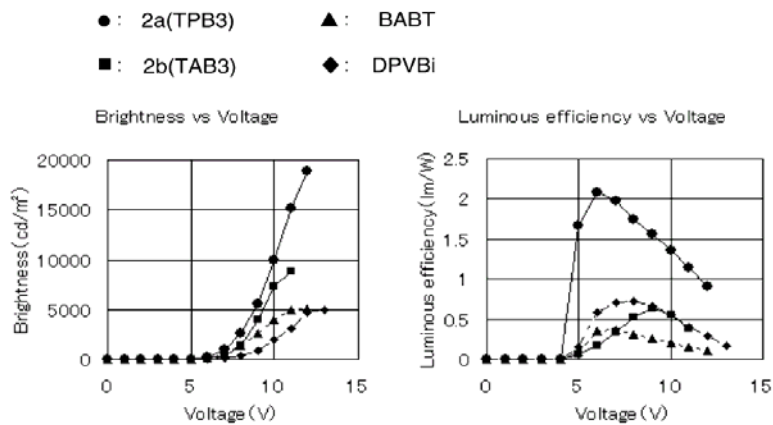 ●: 2a(TPB3) ▲: BABT
■: 2b(TAB3) ◆: DPVBi
Brightness vs Voltage
20000
15000
10000
5000
0
Brightness(cd/m²)
0 5 10 15
Voltage(V)
Luminous efficiency vs Voltage
2.5
2
1.5
1
0.5
0
Luminous efficiency(lm/W)
0 5 10 15
Voltage(V)